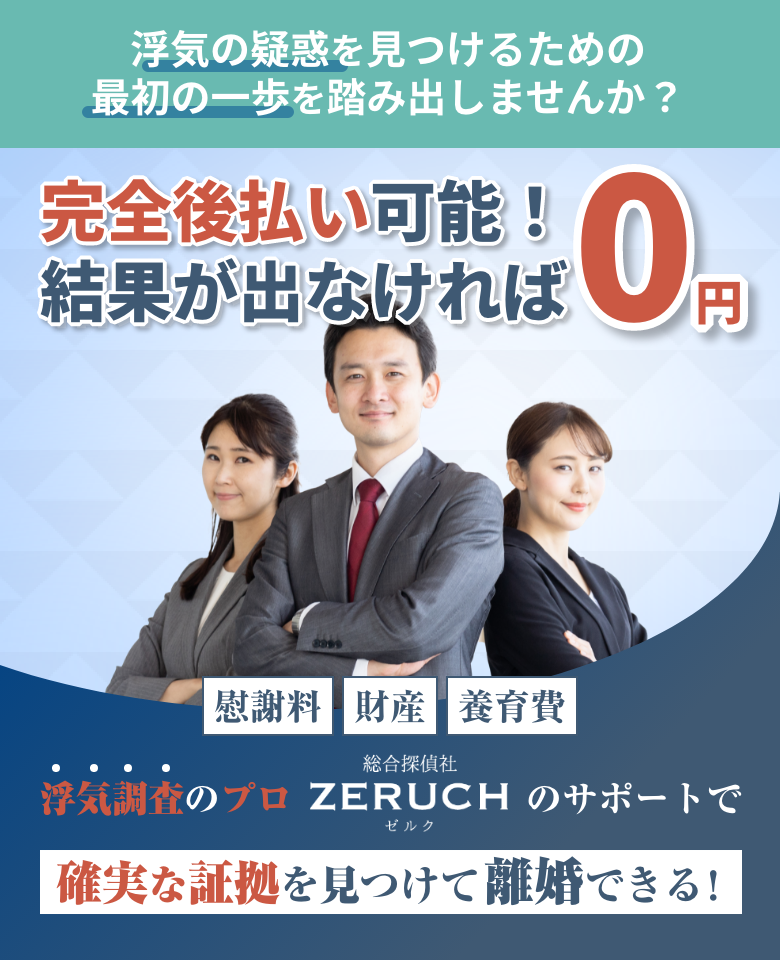 浮気の疑惑を見つけるための
最初の一歩を踏み出しませんか？
完全後払い可能！
結果が出なければ0円
慰謝料 財産 養育費
総合探偵社
浮気調査のプロ ZERUCH のサポートで
ゼルク
確実な証拠を見つけて離婚できる！